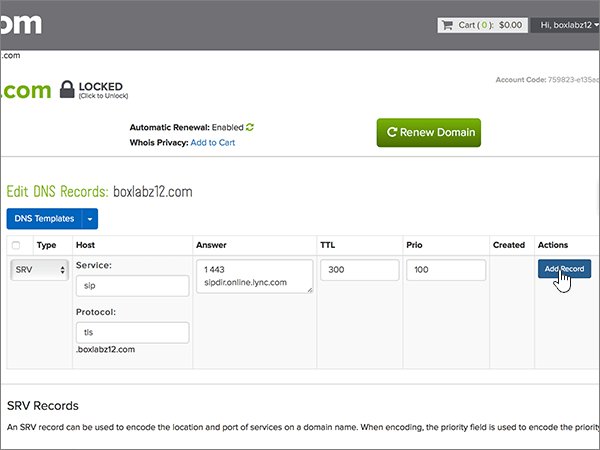 om
Cart ( 0 ): $0.00
Hi, boxlabz12
.com
.com
LOCKED
(Click to Unlock)
Account Code: 759823-e135ac
Automatic Renewal: Enabled
Whois Privacy: Add to Cart
Renew Domain
Edit DNS Records: boxlabz12.com
DNS Templates
Type Host Answer TTL Prio Created Actions
SRV
Service:
sip
1 443
sipdir.online.lync.com
300
100
Add Record
Protocol:
tls
.boxlabz12.com
SRV Records
An SRV record can be used to encode the location and port of services on a domain name. When encoding, the priority field is used to encode the priority